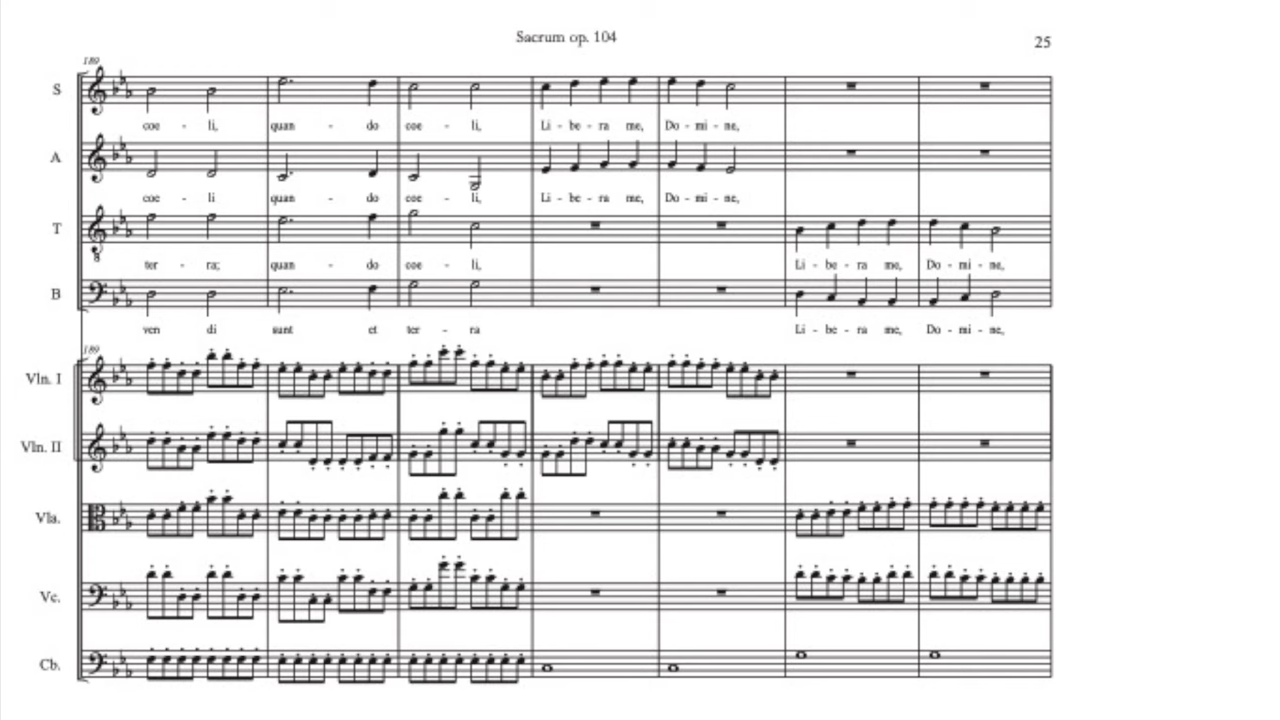 Sacrum op. 104
25
189
S
coe - li, quan - do coe - li, Li - be - ra me, Do - mi - ne,
A
coe - li quan - do coe - li, Li - be - ra me, Do - mi - ne,
T
8
ter - ra; quan - do coe - li, Li - be - ra me, Do - mi - ne,
B
ven di sunt et ter - ra Li - be - ra me, Do - mi - ne,
189
Vln. I
Vln. II
Vla.
Vc.
Cb.